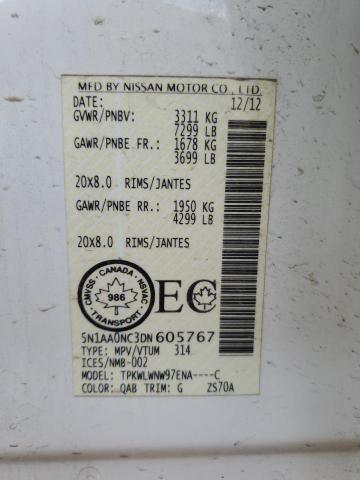 MFD BY NISSAN MOTOR CO., LTD.
DATE: 12/12
GVWR/PNBV: 3311 KG
7299 LB
GAWR/PNBE FR.: 1678 KG
3699 LB
20X8.0 RIMS/JANTES
GAWR/PNBE RR.: 1950 KG
4299 LB
20X8.0 RIMS/JANTES
CMVSS · CANADA · NSVAC
986
TRANSPORT
EC
5N1AA0NC3DN605767
TYPE: MPV/VTUM 314
ICES/NMB-002
MODEL: TPKWLWNW97ENA----C
COLOR: QAB TRIM: G ZS70A